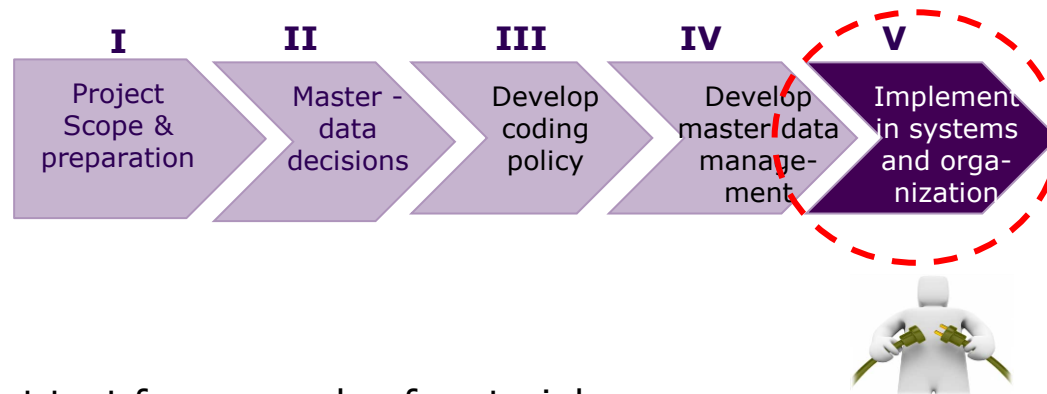 I II III IV V
Project
Scope &
preparation
Master -
data
decisions
Develop
coding
policy
Develop
master data
manage-
ment
Implement
in systems
and orga-
nization